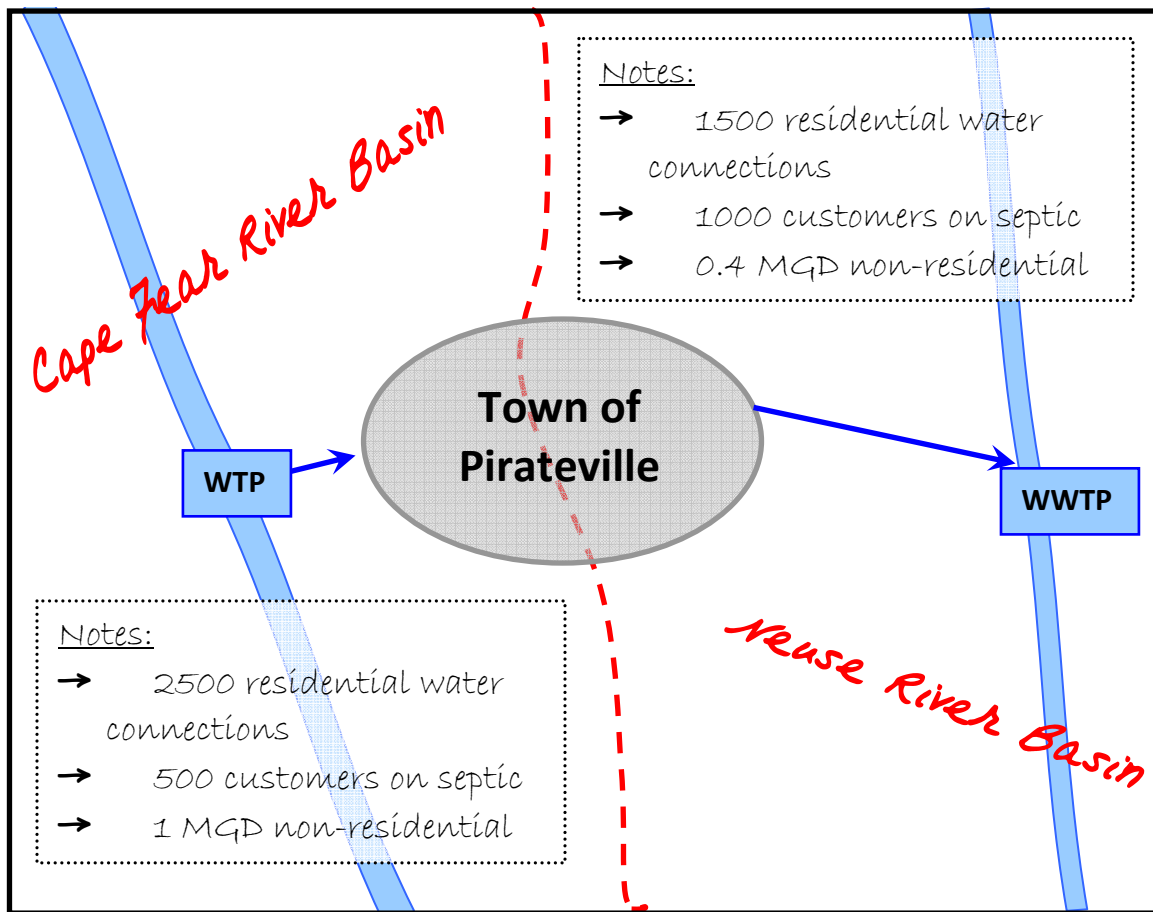 Cape Fear River Basin
Notes:
→ 1500 residential water
connections
→ 1000 customers on septic
→ 0.4 MGD non-residential
Town of
Pirateville
WTP
WWTP
Notes:
→ 2500 residential water
connections
→ 500 customers on septic
→ 1 MGD non-residential
Neuse River Basin